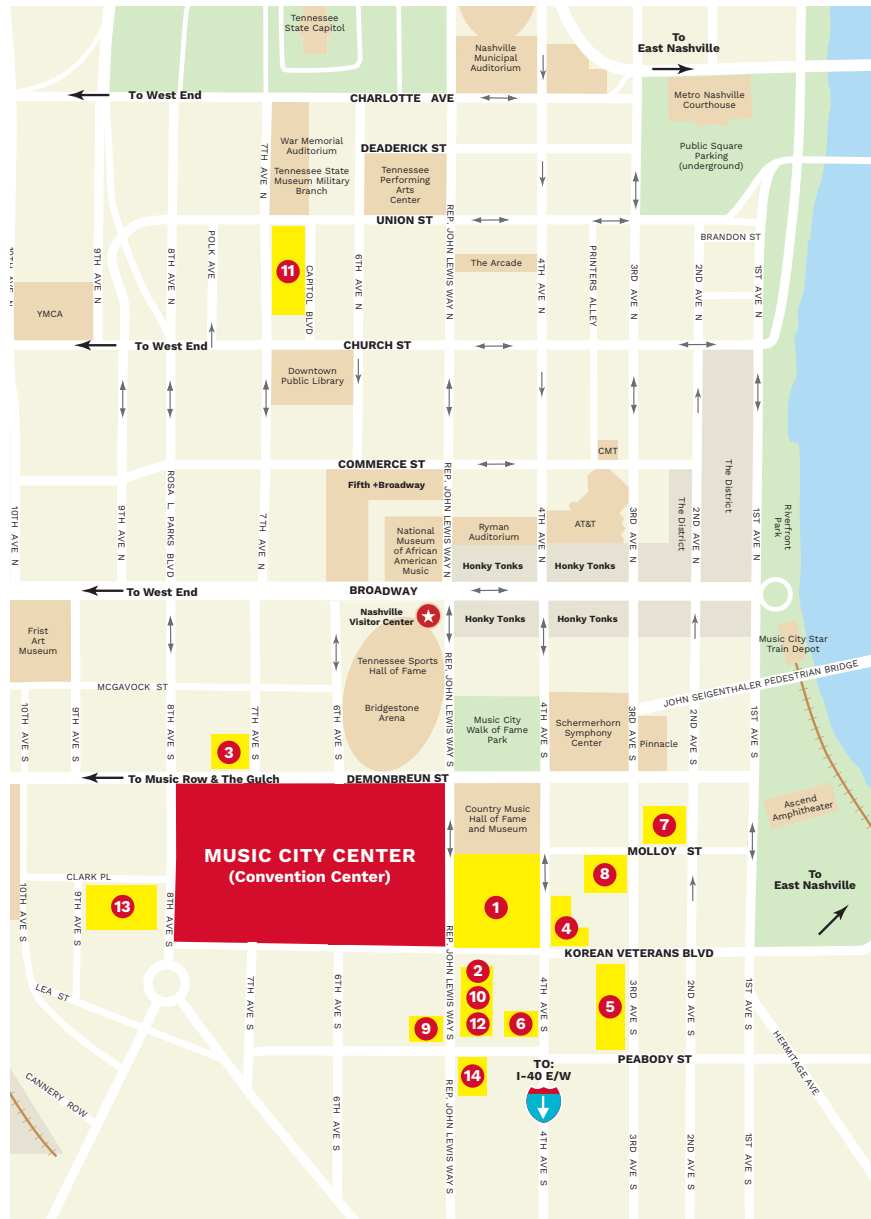 Tennessee
State Capitol
Nashville
Municipal
Auditorium
To
East Nashville
To West End
CHARLOTTE AVE
Metro Nashville
Courthouse
War Memorial
Auditorium
Tennessee State
Museum Military
Branch
DEADERICK ST
Tennessee
Performing
Arts
Center
Public Square
Parking
(underground)
7TH AVE N
UNION ST
REP. JOHN LEWIS WAY N
BRANDON ST
9TH AVE N
8TH AVE N
POLK AVE
11
CAPITOL BLVD
6TH AVE N
The Arcade
4TH AVE N
PRINTERS ALLEY
3RD AVE N
2ND AVE N
1ST AVE N
YMCA
To West End
CHURCH ST
Downtown
Public Library
CMT
COMMERCE ST
Fifth +Broadway
The District
The District
10TH AVE N
9TH AVE N
ROSA L. PARKS BLVD
7TH AVE N
REP. JOHN LEWIS WAY N
National
Museum
of African
American
Music
Ryman
Auditorium
4TH AVE N
AT&T
3RD AVE N
2ND AVE N
1ST AVE N
Riverfront
Park
Honky Tonks
Honky Tonks
To West End
BROADWAY
Nashville
Visitor Center
Honky Tonks
Honky Tonks
Frist
Art
Museum
Tennessee Sports
Hall of Fame
Bridgestone
Arena
Music City Star
Train Depot
JOHN SEIGENTHALER PEDESTRIAN BRIDGE
MCGAVOCK ST
10TH AVE S
9TH AVE S
8TH AVE S
3
7TH AVE S
6TH AVE S
REP. JOHN LEWIS WAY S
Music City
Walk of Fame
Park
4TH AVE S
Schermerhorn
Symphony
Center
3RD AVE S
Pinnacle
2ND AVE S
1ST AVE S
To Music Row & The Gulch
DEMONBREUN ST
Country Music
Hall of Fame
and Museum
Ascend
Amphitheater
7
MUSIC CITY CENTER
(Convention Center)
MOLLOY ST
8
To
East Nashville
CLARK PL
10TH AVE S
9TH AVE S
13
8TH AVE S
1
4
KOREAN VETERANS BLVD
LEA ST
7TH AVE S
6TH AVE S
REP. JOHN LEWIS WAY S
2
10
12
9
6
4TH AVE S
5
3RD AVE S
2ND AVE S
1ST AVE S
HERMITAGE AVE
PEABODY ST
14
TO:
I-40 E/W
CANNERY ROW
6TH AVE S
REP. JOHN LEWIS WAY S
4TH AVE S
3RD AVE S
2ND AVE S
1ST AVE S